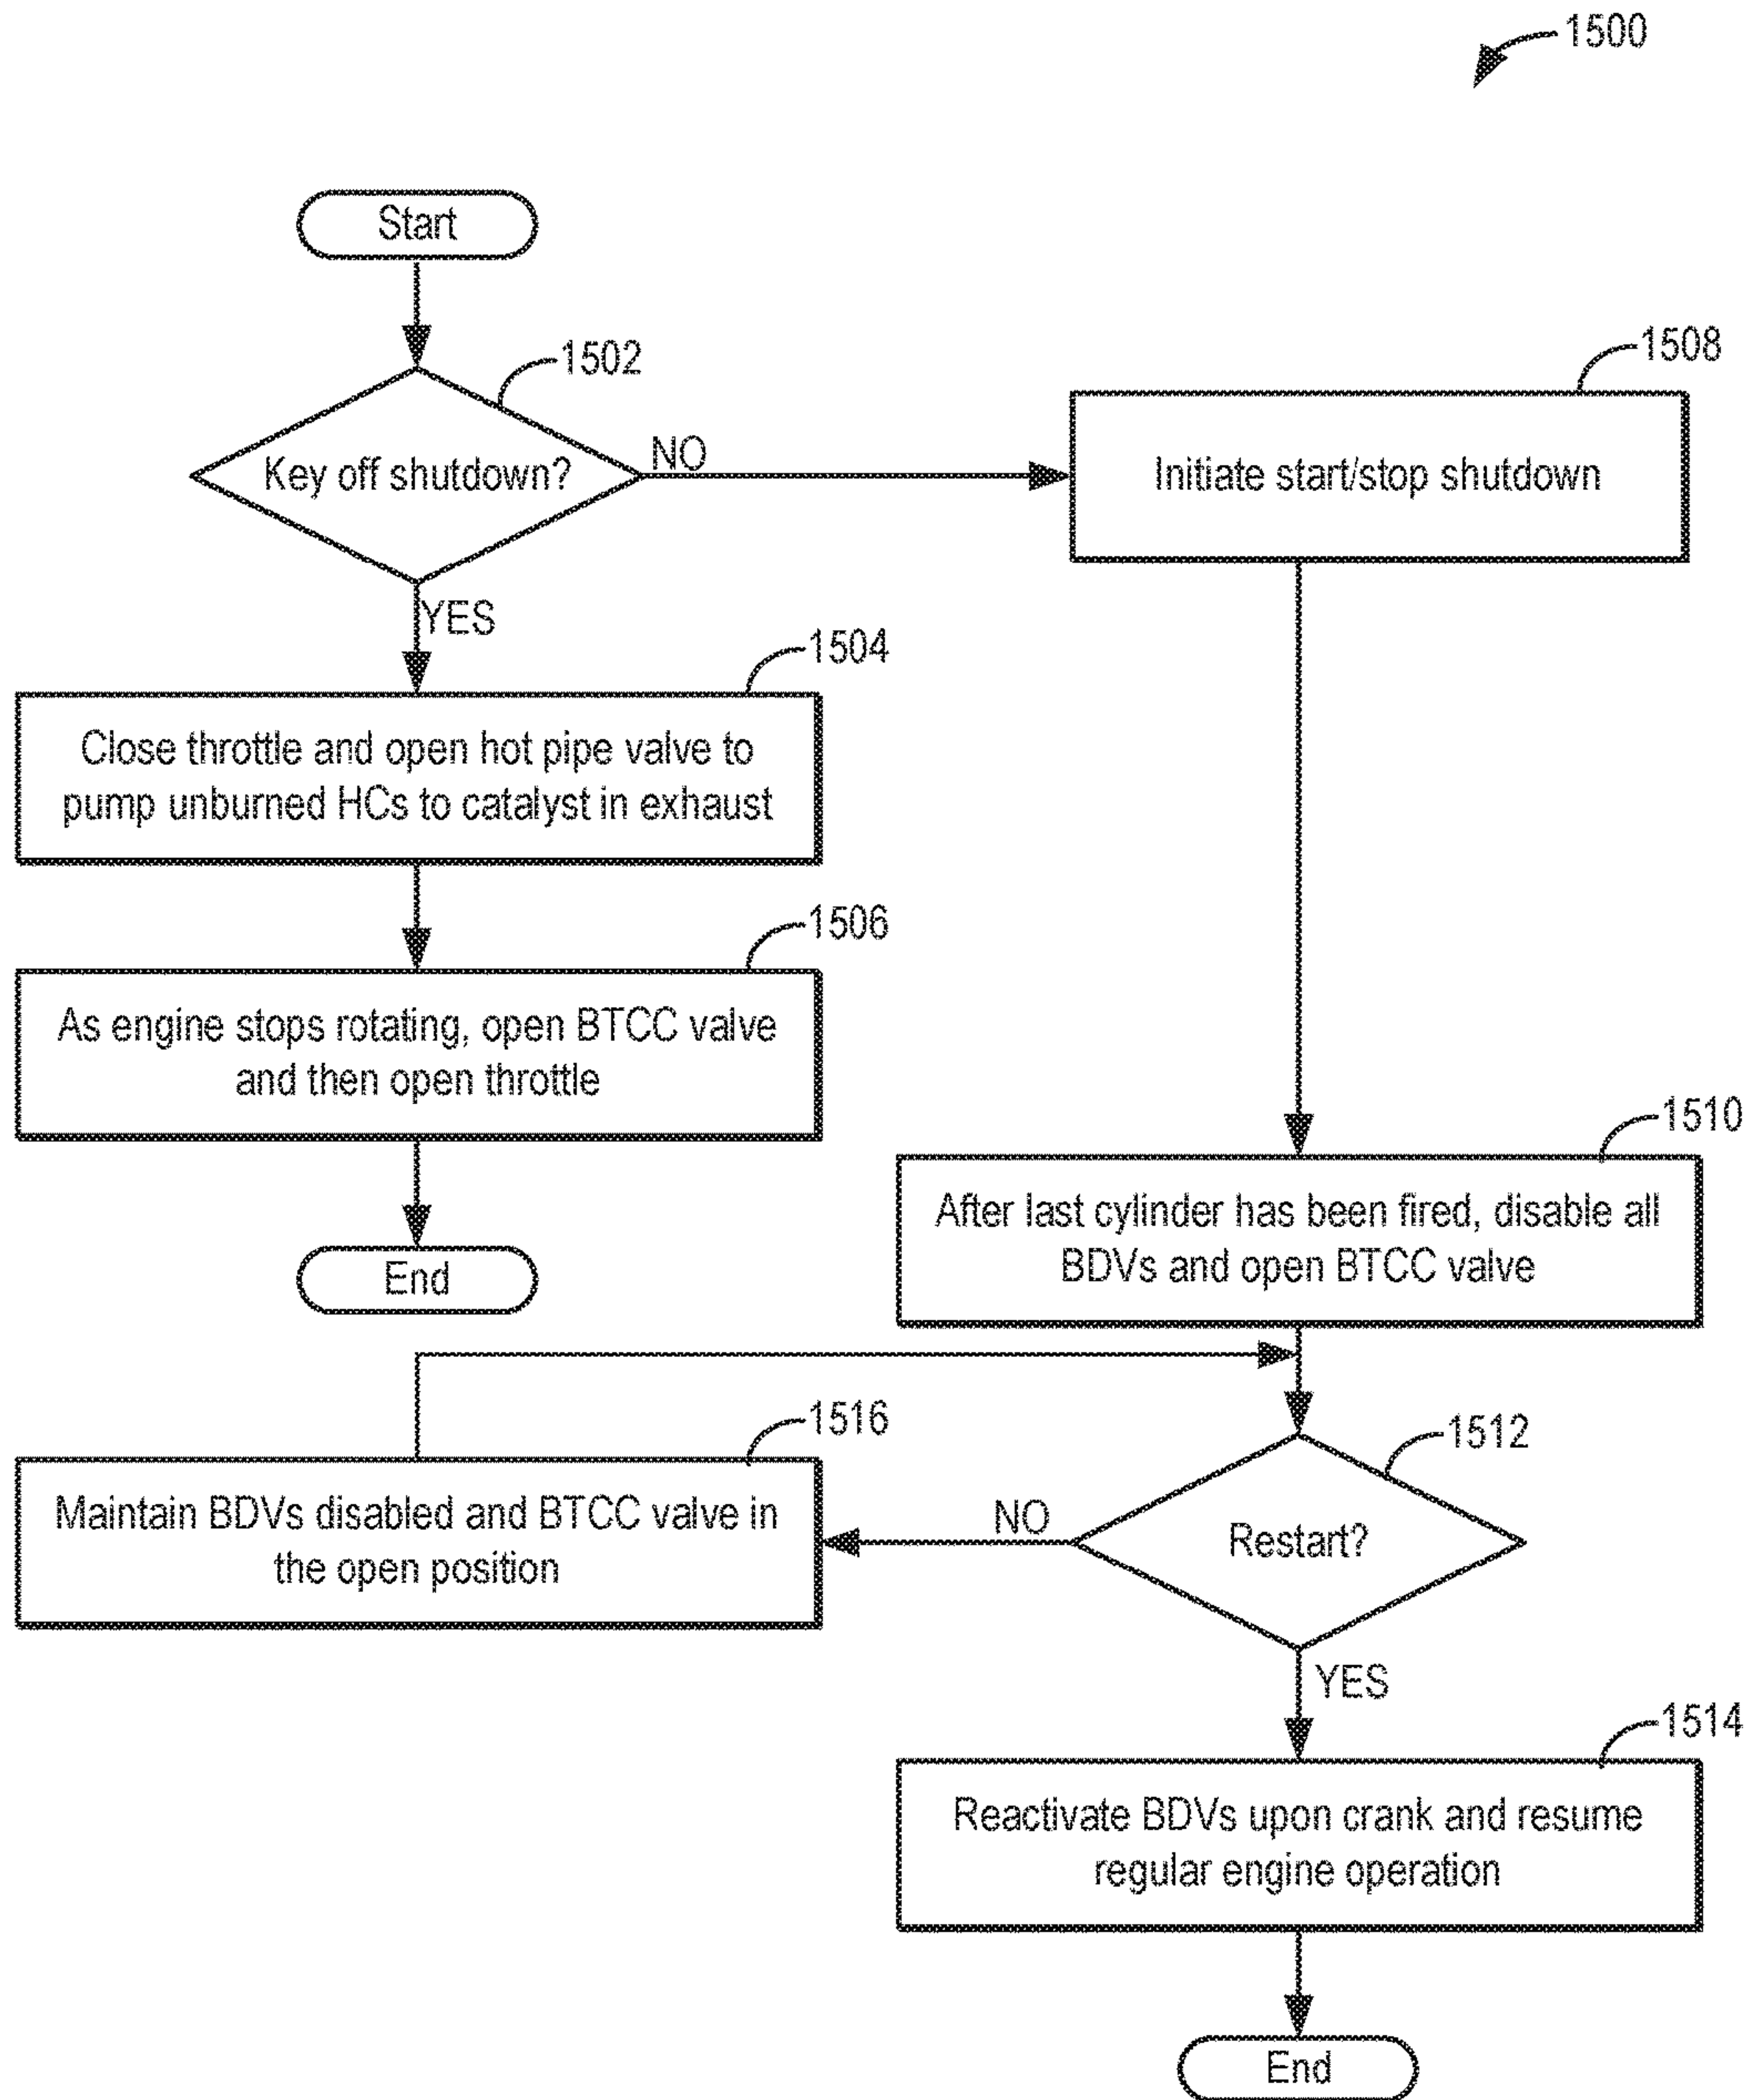 1500
Start
1502
Key off shutdown?
NO
1508
Initiate start/stop shutdown
YES
1504
Close throttle and open hot pipe valve to
pump unburned HCs to catalyst in exhaust
1506
As engine stops rotating, open BTCC valve
and then open throttle
End
1510
After last cylinder has been fired, disable all
BDVs and open BTCC valve
1516
Maintain BDVs disabled and BTCC valve in
the open position
1512
NO
Restart?
YES
1514
Reactivate BDVs upon crank and resume
regular engine operation
End